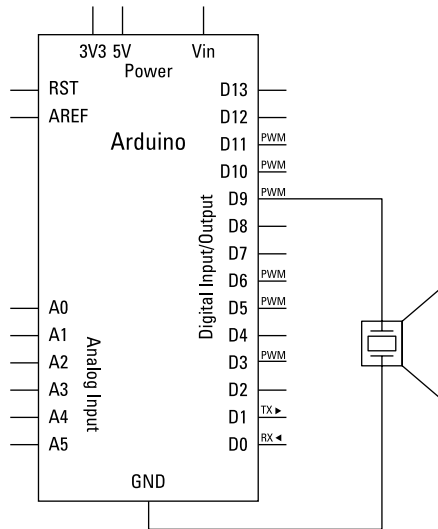 3V3 5V Vin
Power
RST
AREF
Arduino
D13
D12
D11 PWM
D10 PWM
D9 PWM
D8
D7
D6 PWM
D5 PWM
D4
D3 PWM
D2
D1 TX ▶
D0 RX ◀
Digital Input/Output
A0
A1
A2
A3
A4
A5
Analog Input
GND